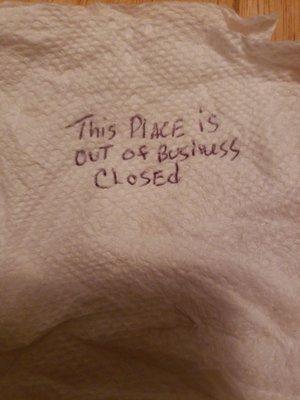 This PlACE is
OUT OF BUSiNESS
CLOSEd